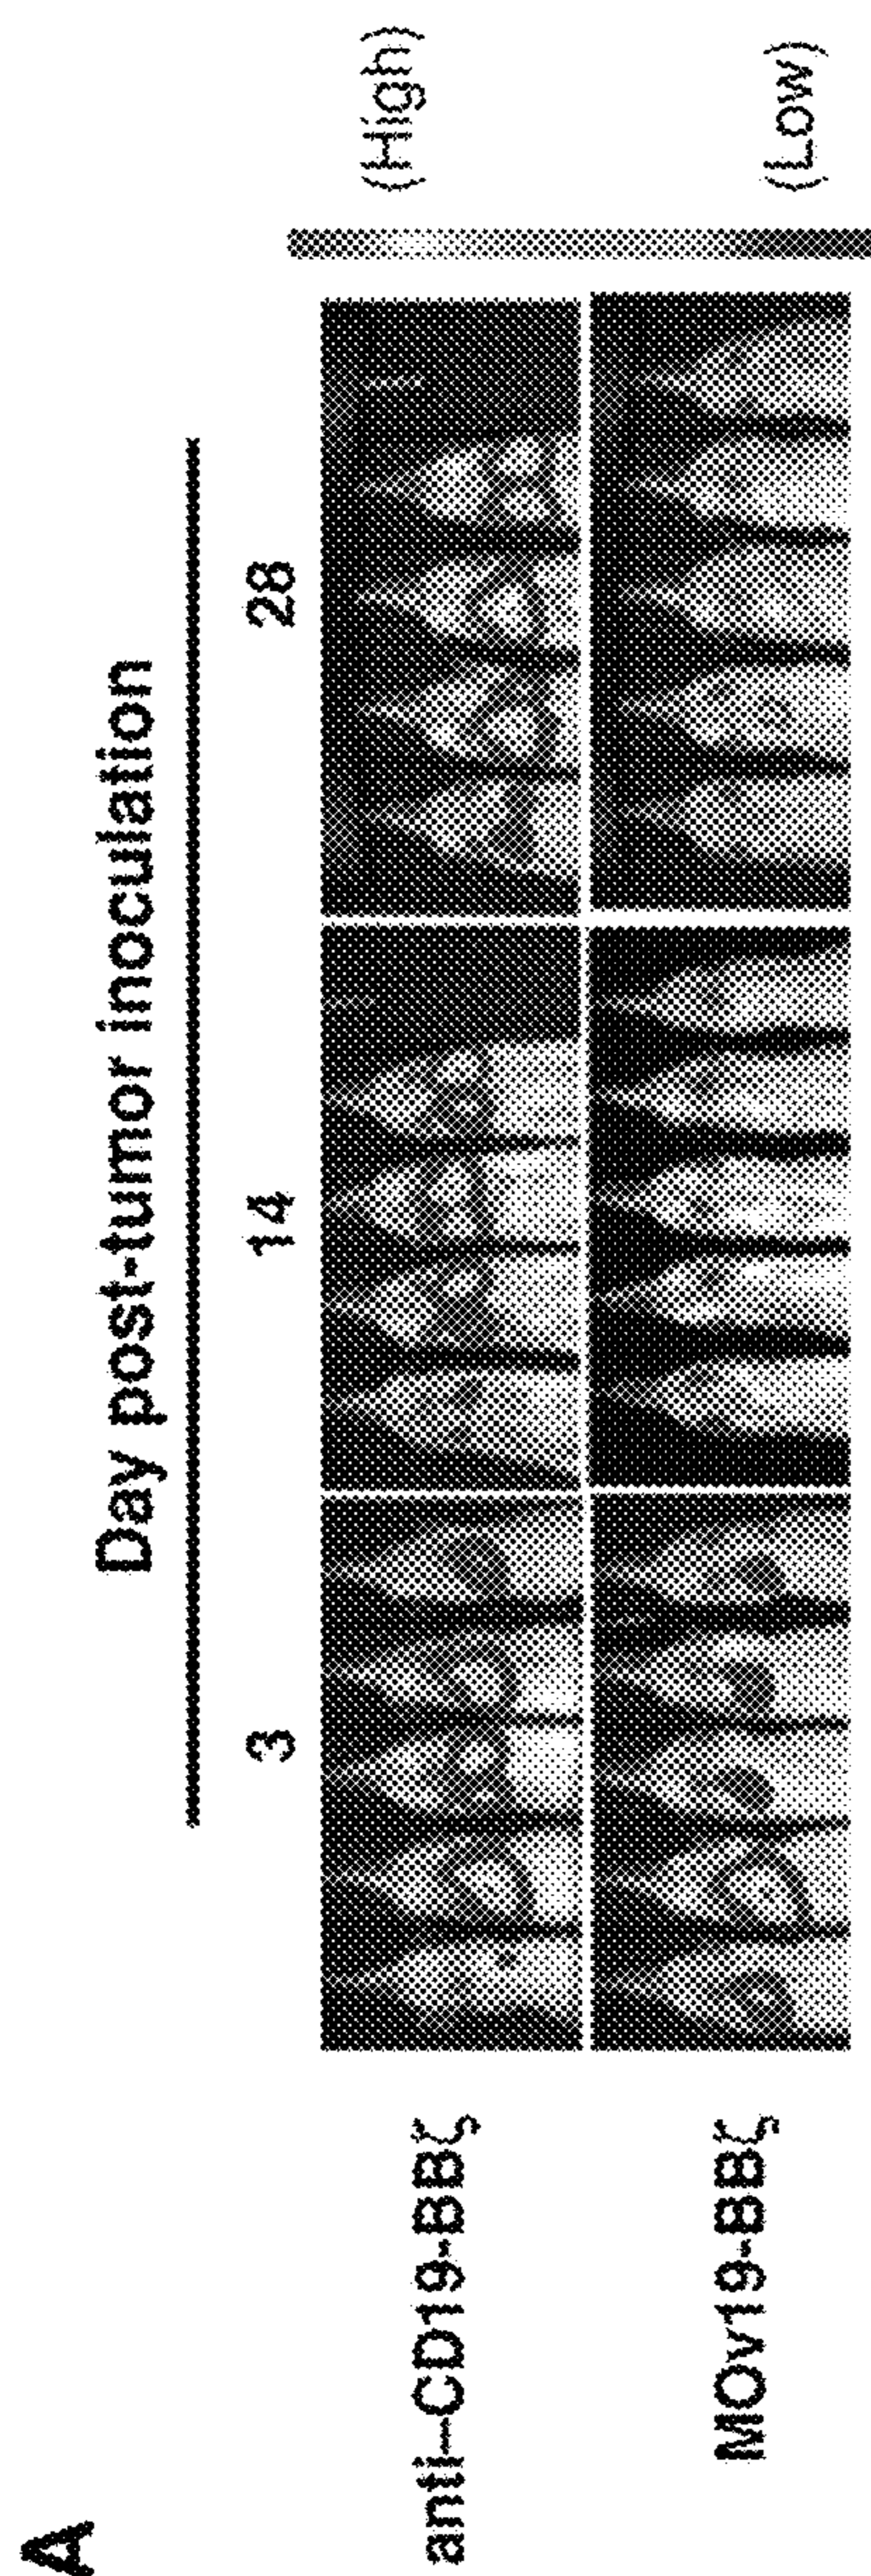 A
Day post-tumor inoculation
3 14 28
anti–CD19-BBζ
MOv19-BBζ
(High)
(Low)